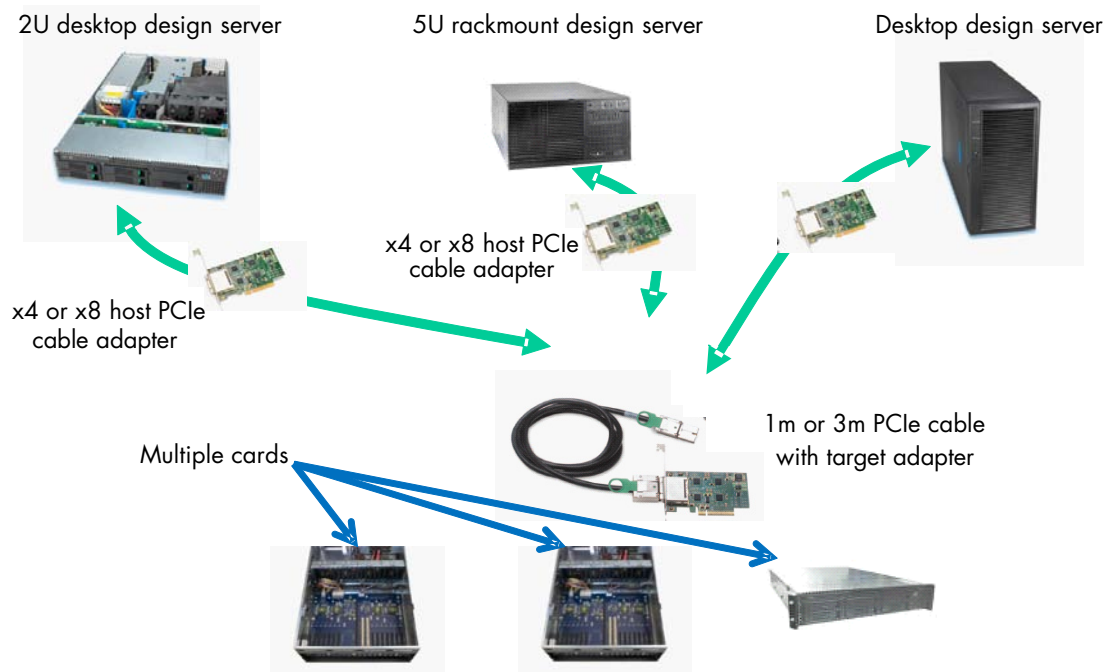 2U desktop design server
5U rackmount design server
Desktop design server
x4 or x8 host PCIe
cable adapter
x4 or x8 host PCIe
cable adapter
1m or 3m PCIe cable
with target adapter
Multiple cards